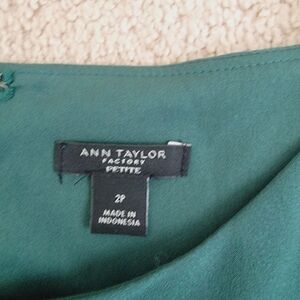 ANN TAYLOR
FACTORY
PETITE
2P
MADE IN
INDONESIA